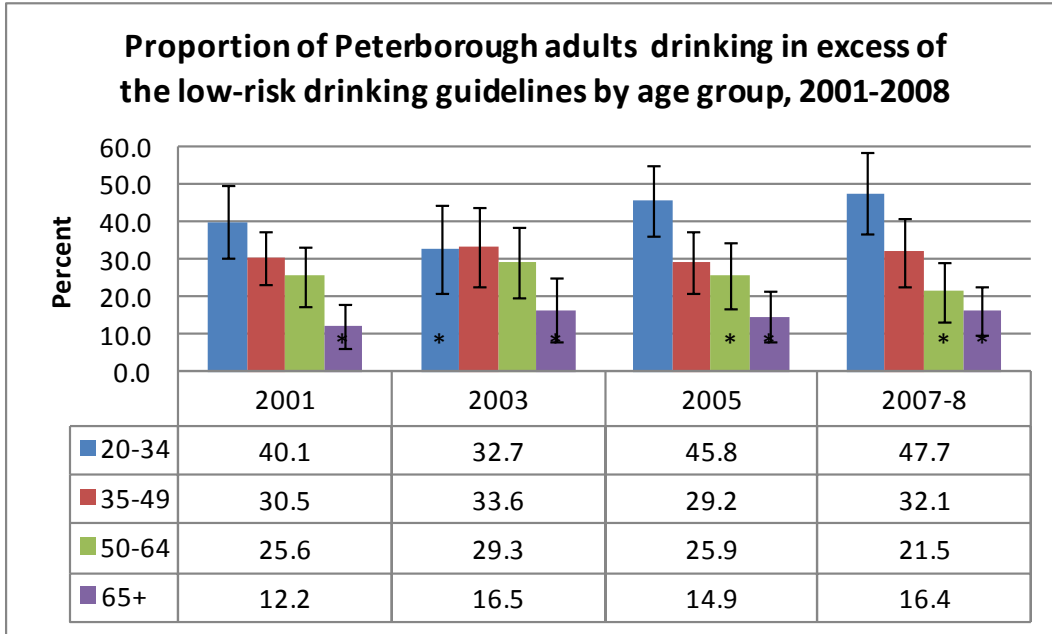 Proportion of Peterborough adults drinking in excess of
the low-risk drinking guidelines by age group, 2001-2008
Percent
60.0
50.0
40.0
30.0
20.0
10.0
0.0
* * * * * * *
2001 2003 2005 2007-8
20-34 40.1 32.7 45.8 47.7
35-49 30.5 33.6 29.2 32.1
50-64 25.6 29.3 25.9 21.5
65+ 12.2 16.5 14.9 16.4